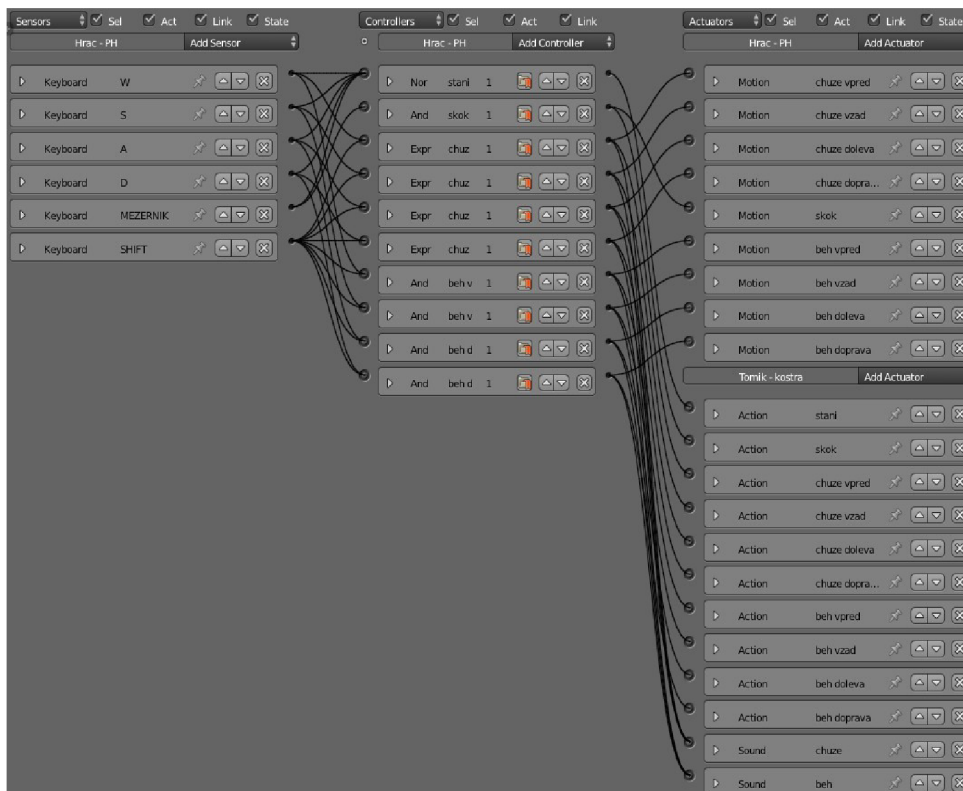 Sensors Sel Act Link State Controllers Sel Act Link Actuators Sel Act Link State
Hrac - PH Add Sensor Hrac - PH Add Controller Hrac - PH Add Actuator
Keyboard W Nor stani 1 Motion chuze vpred
Keyboard S And skok 1 Motion chuze vzad
Keyboard A Expr chuz 1 Motion chuze doleva
Keyboard D Expr chuz 1 Motion chuze dopra...
Keyboard MEZERNIK Expr chuz 1 Motion skok
Keyboard SHIFT Expr chuz 1 Motion beh vpred
And beh v 1 Motion beh vzad
And beh v 1 Motion beh doleva
And beh d 1 Motion beh doprava
Tomik - kostra Add Actuator
And beh d 1
Action stani
Action skok
Action chuze vpred
Action chuze vzad
Action chuze doleva
Action chuze dopra...
Action beh vpred
Action beh vzad
Action beh doleva
Action beh doprava
Sound chuze
Sound beh